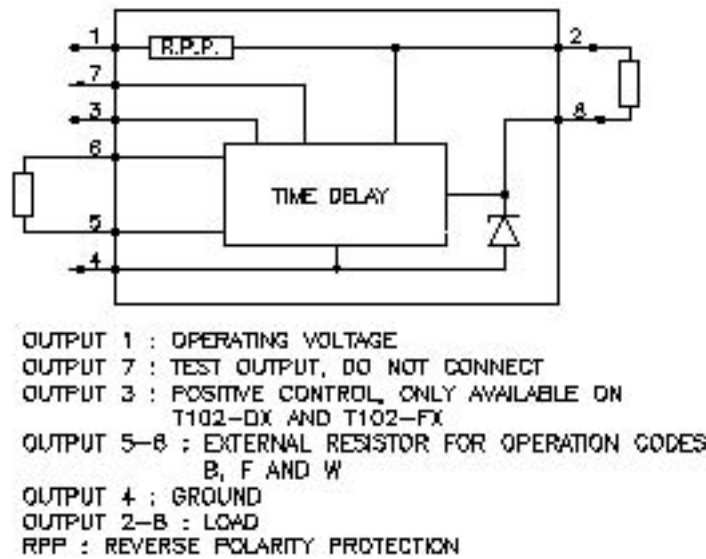 1 R.P.P. 2
7
3 8
6
TIME DELAY
5
4
OUTPUT 1 : OPERATING VOLTAGE
OUTPUT 7 : TEST OUTPUT, DO NOT CONNECT
OUTPUT 3 : POSITIVE CONTROL, ONLY AVAILABLE ON
T102-DX AND T102-FX
OUTPUT 5-6 : EXTERNAL RESISTOR FOR OPERATION CODES
B, F AND W
OUTPUT 4 : GROUND
OUTPUT 2-8 : LOAD
RPP : REVERSE POLARITY PROTECTION